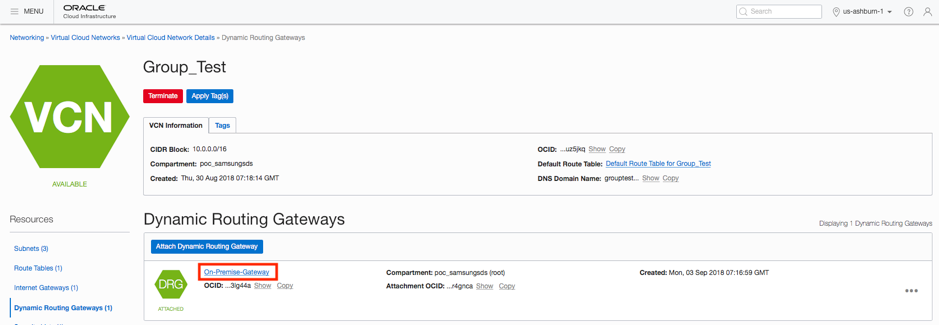 MENU
ORACLE
Cloud Infrastructure
Search
us-ashburn-1
Networking » Virtual Cloud Networks » Virtual Cloud Network Details » Dynamic Routing Gateways
VCN
AVAILABLE
Group_Test
Terminate
Apply Tag(s)
VCN Information
Tags
CIDR Block: 10.0.0.0/16
Compartment: poc_samsungsds
Created: Thu, 30 Aug 2018 07:18:14 GMT
OCID: ...uz5jkq Show Copy
Default Route Table: Default Route Table for Group_Test
DNS Domain Name: grouptest... Show Copy
Resources
Subnets (3)
Route Tables (1)
Internet Gateways (1)
Dynamic Routing Gateways (1)
Dynamic Routing Gateways
Displaying 1 Dynamic Routing Gateways
Attach Dynamic Routing Gateway
DRG
ATTACHED
On-Premise-Gateway
OCID: ...3lg44a Show Copy
Compartment: poc_samsungsds (root)
Attachment OCID: ...r4gnca Show Copy
Created: Mon, 03 Sep 2018 07:16:59 GMT